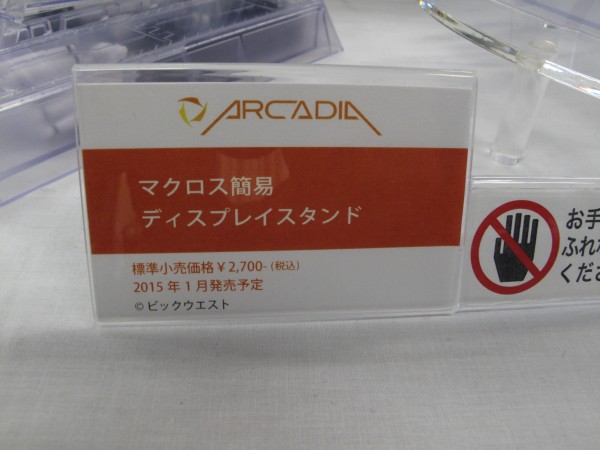 ARCADIA
マクロス簡易
ディスプレイスタンド
標準小売価格￥2,700-(税込)
2015年1月発売予定
©ビックウエスト
お手
ふれ
くださ